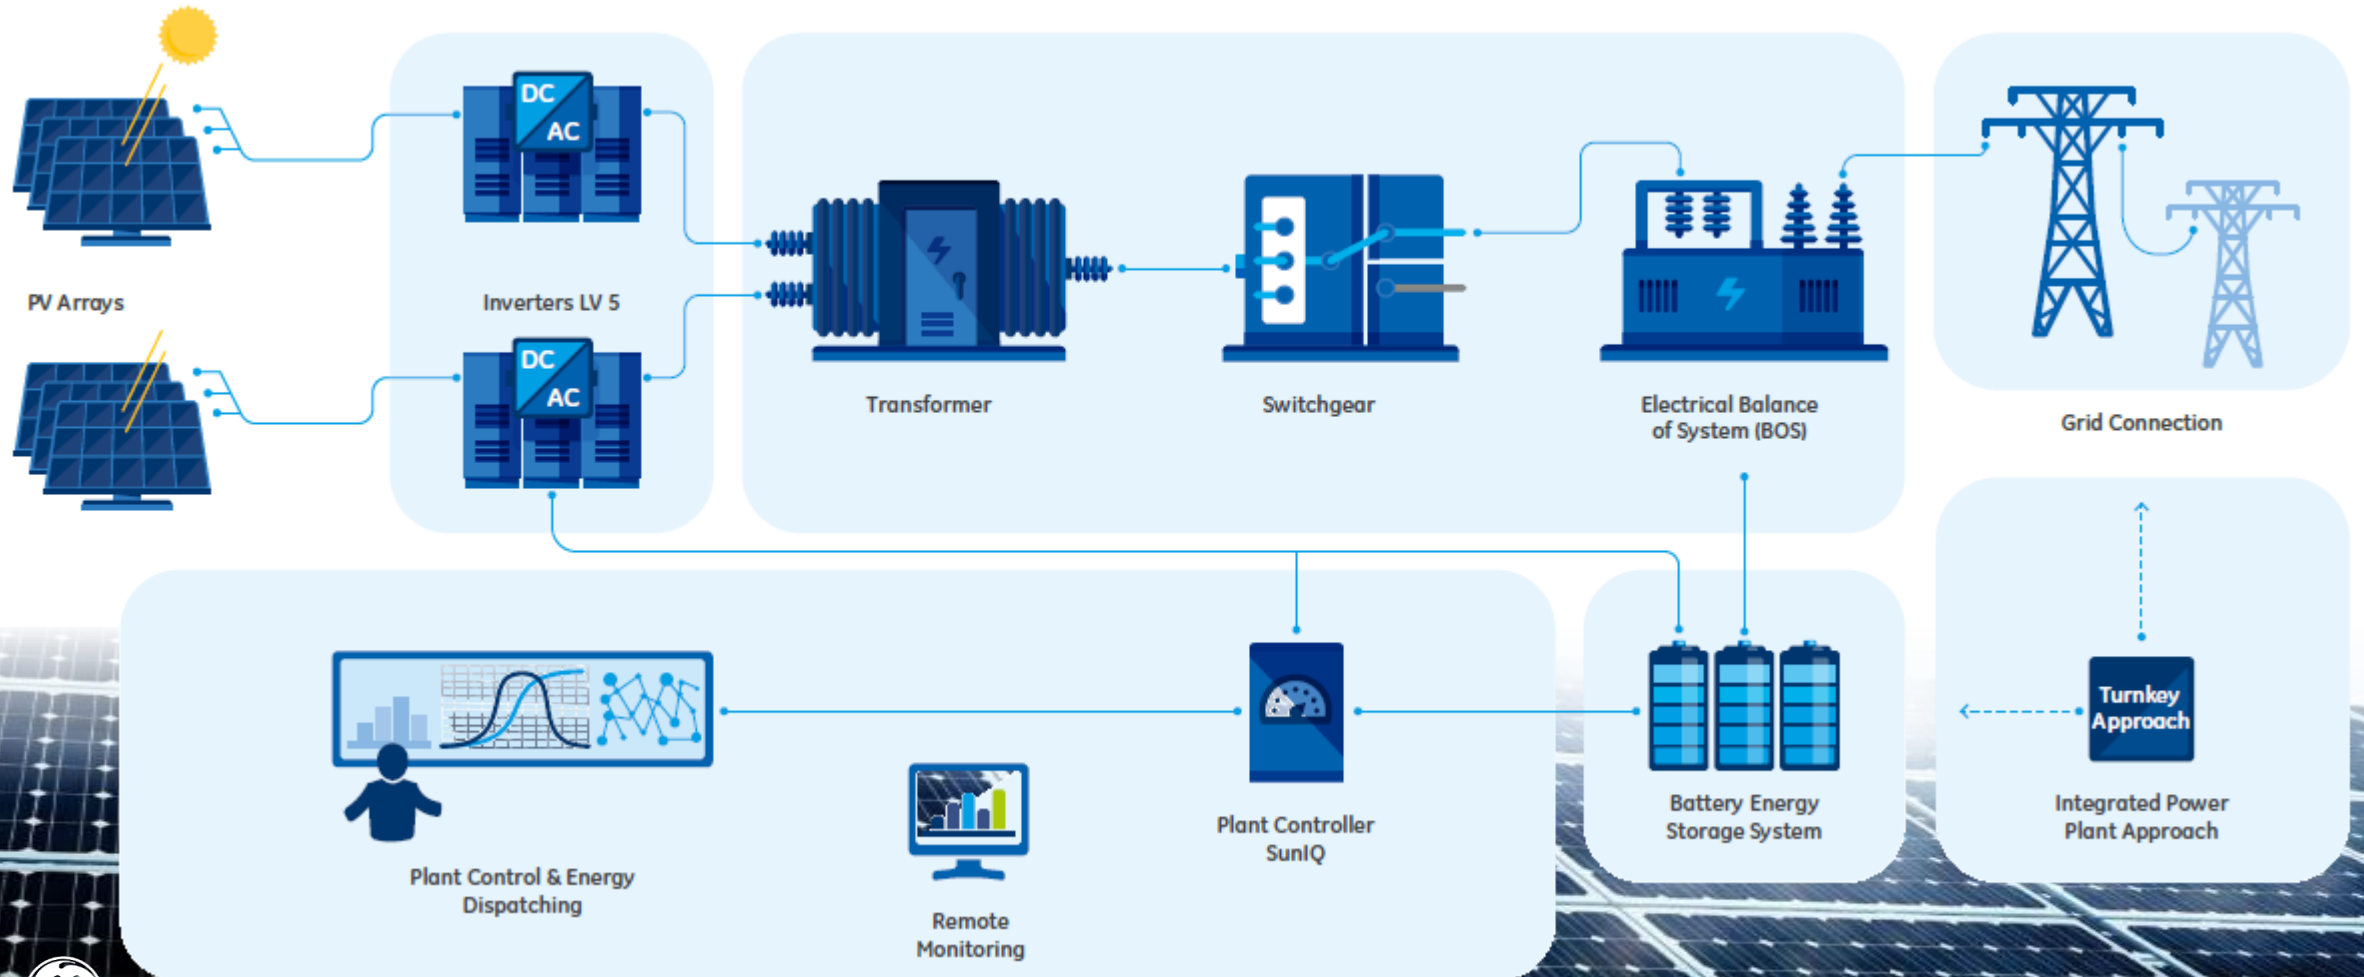 DC
AC
PV Arrays
Inverters LV 5
DC
AC
Transformer
Switchgear
Electrical Balance
of System (BOS)
Grid Connection
Plant Control & Energy
Dispatching
Remote
Monitoring
Plant Controller
SunIQ
Battery Energy
Storage System
Turnkey
Approach
Integrated Power
Plant Approach